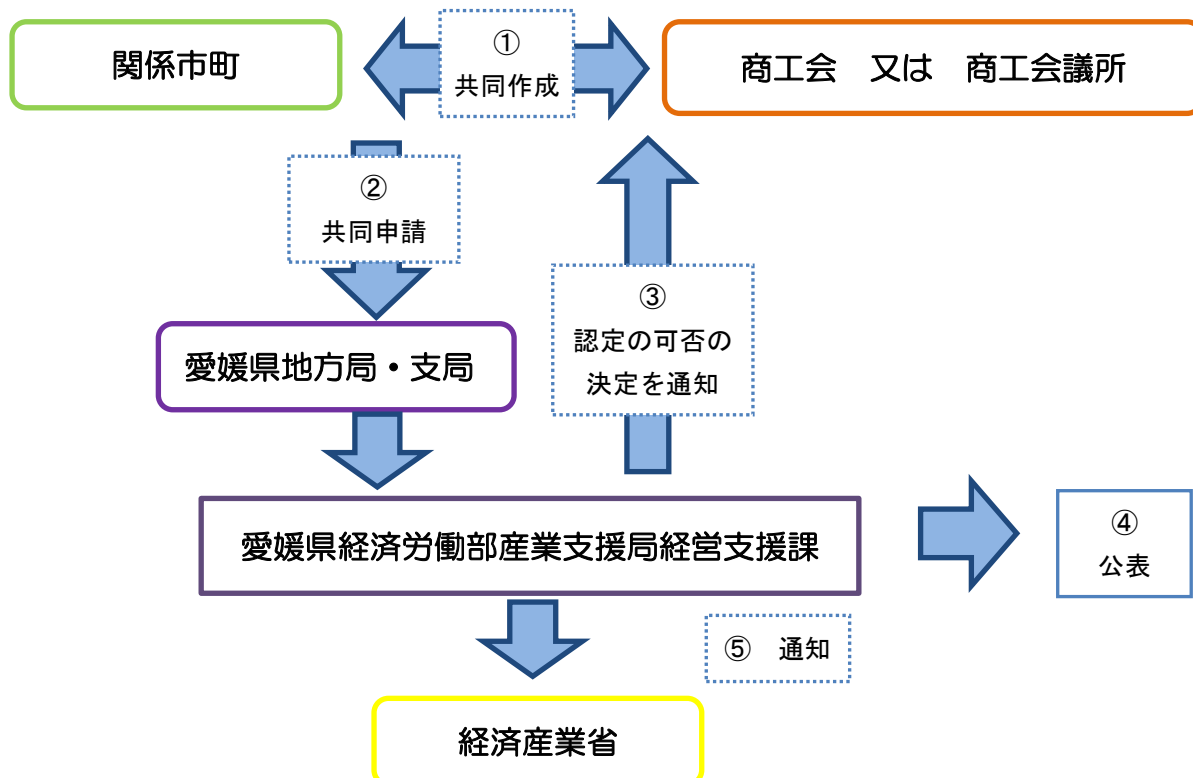 関係市町
①
共同作成
商工会　又は　商工会議所
②
共同申請
③
認定の可否の
決定を通知
愛媛県地方局・支局
愛媛県経済労働部産業支援局経営支援課
④
公表
⑤　通知
経済産業省